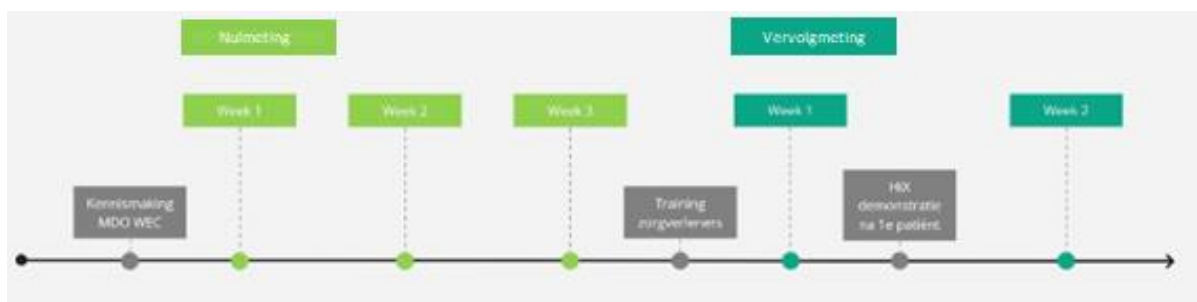 Nulmeting
Vervolgmeting
Week 1
Week 2
Week 3
Week 1
Week 2
Kennismaking
MDO WEC
Training
zorgverleners
HiX
demonstratie
na 1e patiënt